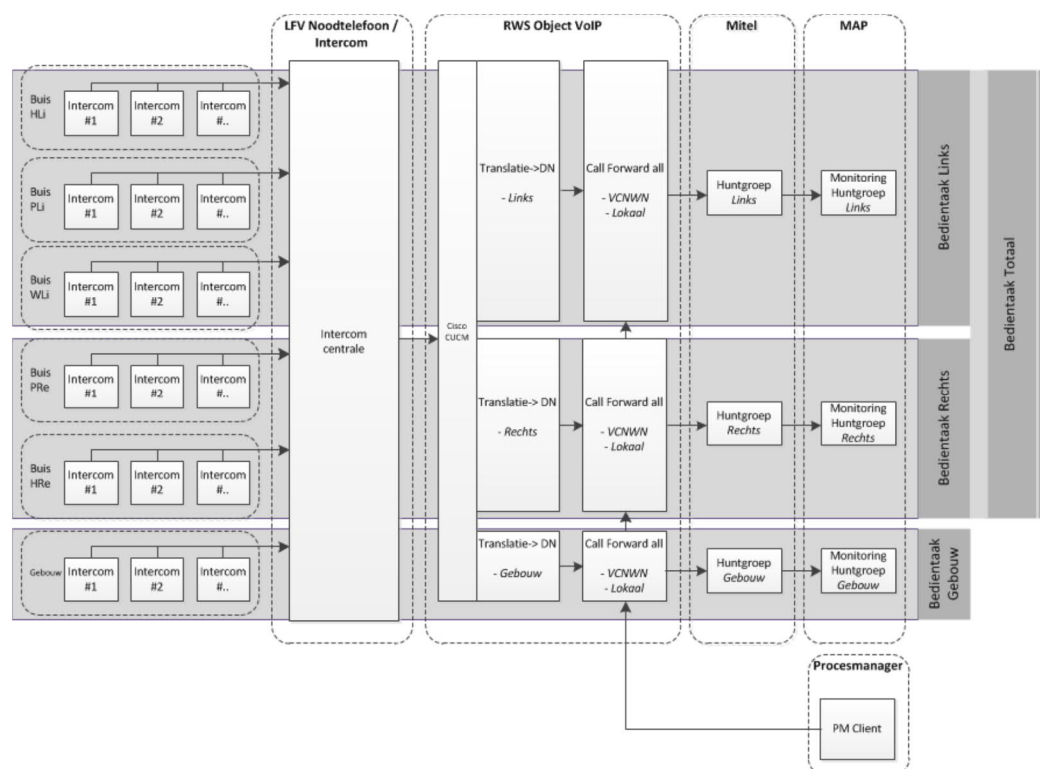 LFV Noodtelefoon /
Intercom
RWS Object VoIP
Mitel
MAP
Buis
HLi
Intercom
#1
Intercom
#2
Intercom
#..
Buis
PLi
Intercom
#1
Intercom
#2
Intercom
#..
Buis
WLi
Intercom
#1
Intercom
#2
Intercom
#..
Buis
PRe
Intercom
#1
Intercom
#2
Intercom
#..
Buis
HRe
Intercom
#1
Intercom
#2
Intercom
#..
Gebouw
Intercom
#1
Intercom
#2
Intercom
#..
Intercom
centrale
Cisco
CUCM
Translatie->DN
- Links
Call Forward all
- VCNWN
- Lokaal
Huntgroep
Links
Monitoring
Huntgroep
Links
Bedientaak Links
Translatie-> DN
- Rechts
Call Forward all
- VCNWN
- Lokaal
Huntgroep
Rechts
Monitoring
Huntgroep
Rechts
Bedientaak Rechts
Bedientaak Totaal
Translatie-> DN
- Gebouw
Call Forward all
- VCNWN
- Lokaal
Huntgroep
Gebouw
Monitoring
Huntgroep
Gebouw
Bedientaak
Gebouw
Procesmanager
PM Client